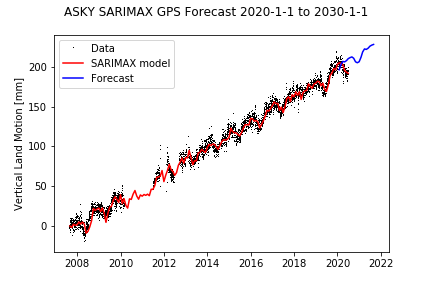 ASKY SARIMAX GPS Forecast 2020-1-1 to 2030-1-1
Data
SARIMAX model
Forecast
Vertical Land Motion [mm]
200
150
100
50
0
2008 2010 2012 2014 2016 2018 2020 2022